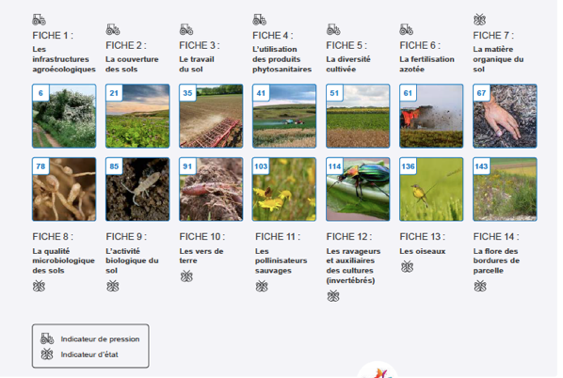 FICHE 1 :
Les
infrastructures
agroécologiques
FICHE 2 :
La couverture
des sols
FICHE 3 :
Le travail
du sol
FICHE 4 :
L'utilisation
des produits
phytosanitaires
FICHE 5 :
La diversité
cultivée
FICHE 6 :
La fertilisation
azotée
FICHE 7 :
La matière
organique du
sol
6
21
35
41
51
61
67
78
85
91
103
114
136
143
FICHE 8 :
La qualité
microbiologique
des sols
FICHE 9 :
L'activité
biologique du
sol
FICHE 10 :
Les vers de
terre
FICHE 11 :
Les
pollinisateurs
sauvages
FICHE 12 :
Les ravageurs
et auxiliaires
des cultures
(invertébrés)
FICHE 13 :
Les oiseaux
FICHE 14 :
La flore des
bordures de
parcelle
Indicateur de pression
Indicateur d'état